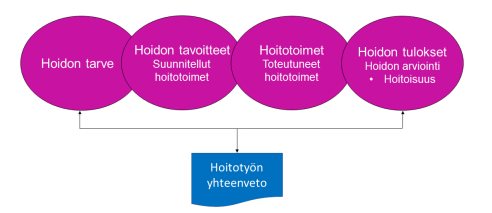 Hoidon tarve
Hoidon tavoitteet
Suunnitellut
hoitotoimet
Hoitotoimet
Toteutuneet
hoitotoimet
Hoidon tulokset
Hoidon arviointi
• Hoitoisuus
Hoitotyön
yhteenveto